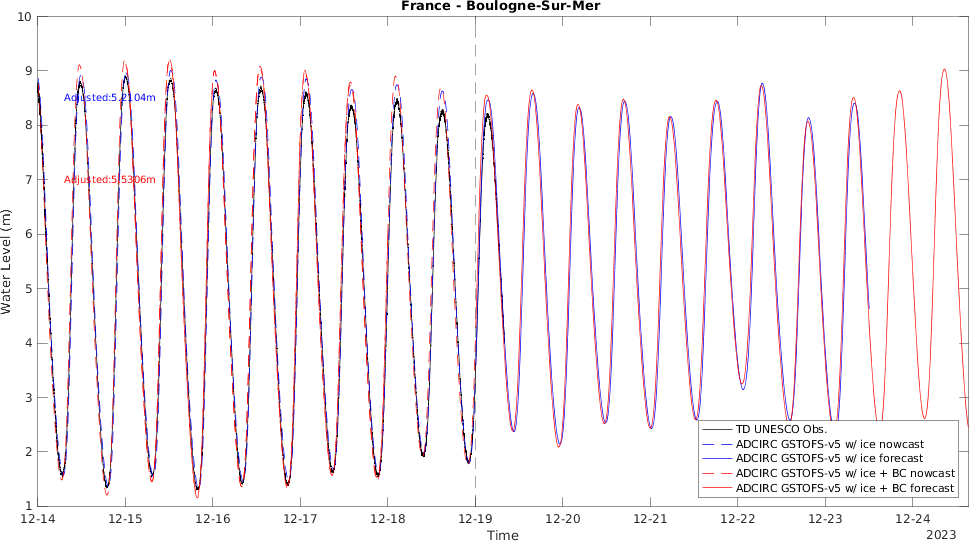 France - Boulogne-Sur-Mer
10
9
8
7
6
5
4
3
2
1
Water Level (m)
Adjusted:5.2104m
Adjusted:5.5306m
TD UNESCO Obs.
ADCIRC GSTOFS-v5 w/ ice nowcast
ADCIRC GSTOFS-v5 w/ ice forecast
ADCIRC GSTOFS-v5 w/ ice + BC nowcast
ADCIRC GSTOFS-v5 w/ ice + BC forecast
12-14 12-15 12-16 12-17 12-18 12-19 12-20 12-21 12-22 12-23 12-24
Time
2023